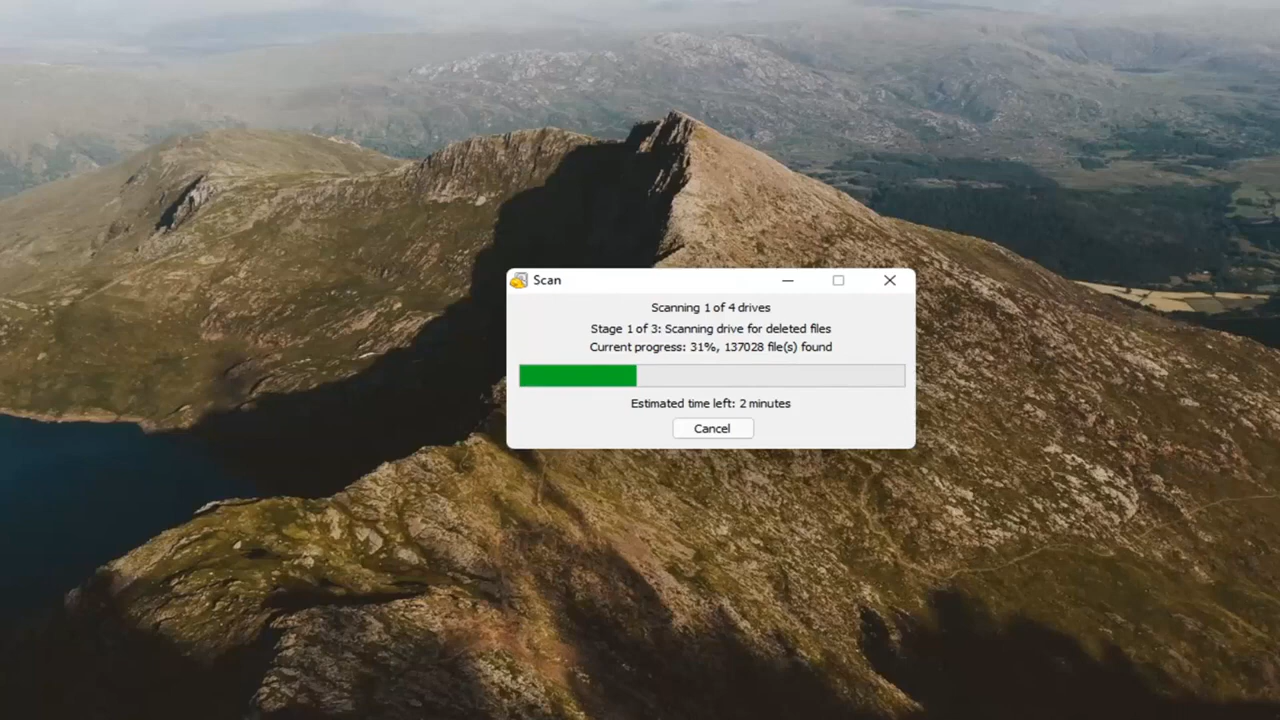 Scan
Scanning 1 of 4 drives
Stage 1 of 3: Scanning drive for deleted files
Current progress: 31%, 137028 file(s) found
Estimated time left: 2 minutes
Cancel